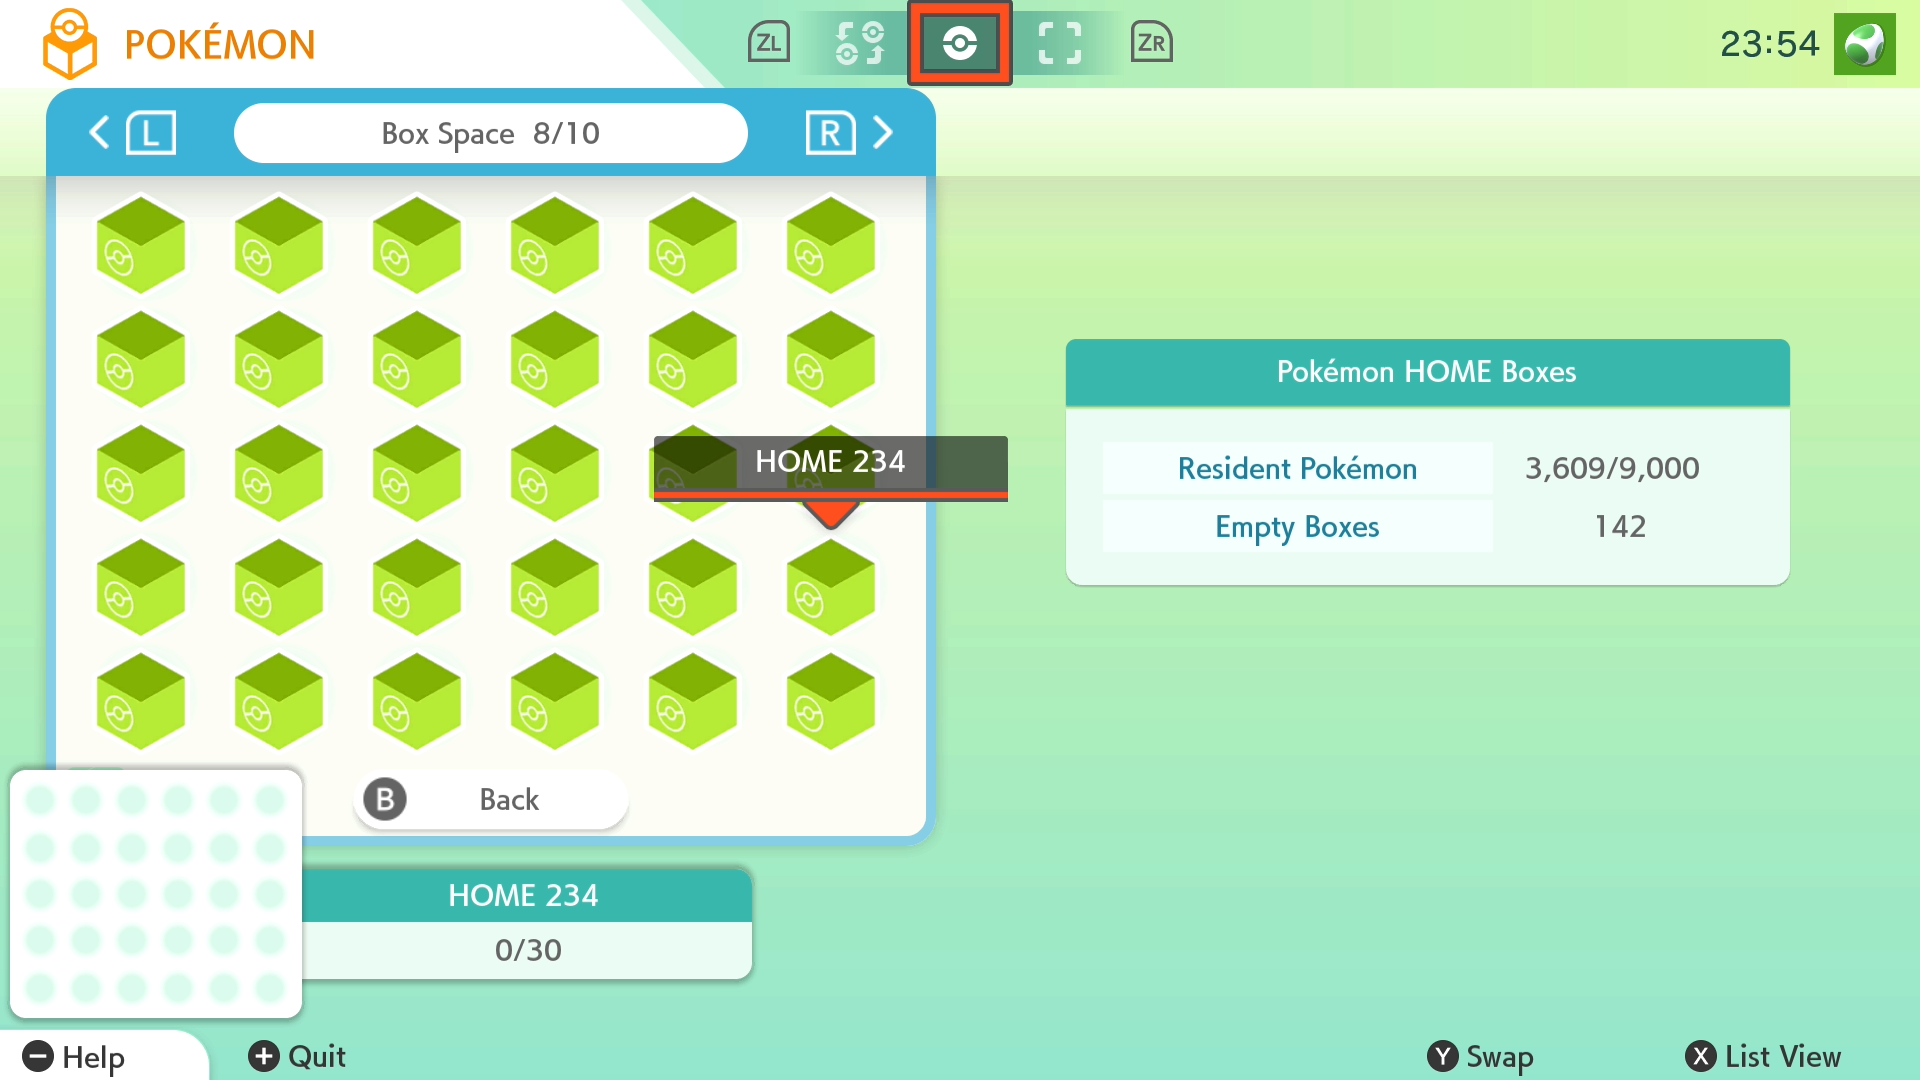 POKÉMON
ZL
ZR
23:54
L
Box Space 8/10
R
HOME 234
Pokémon HOME Boxes
Resident Pokémon 3,609/9,000
Empty Boxes 142
B Back
HOME 234
0/30
Help
Quit
Y Swap
X List View